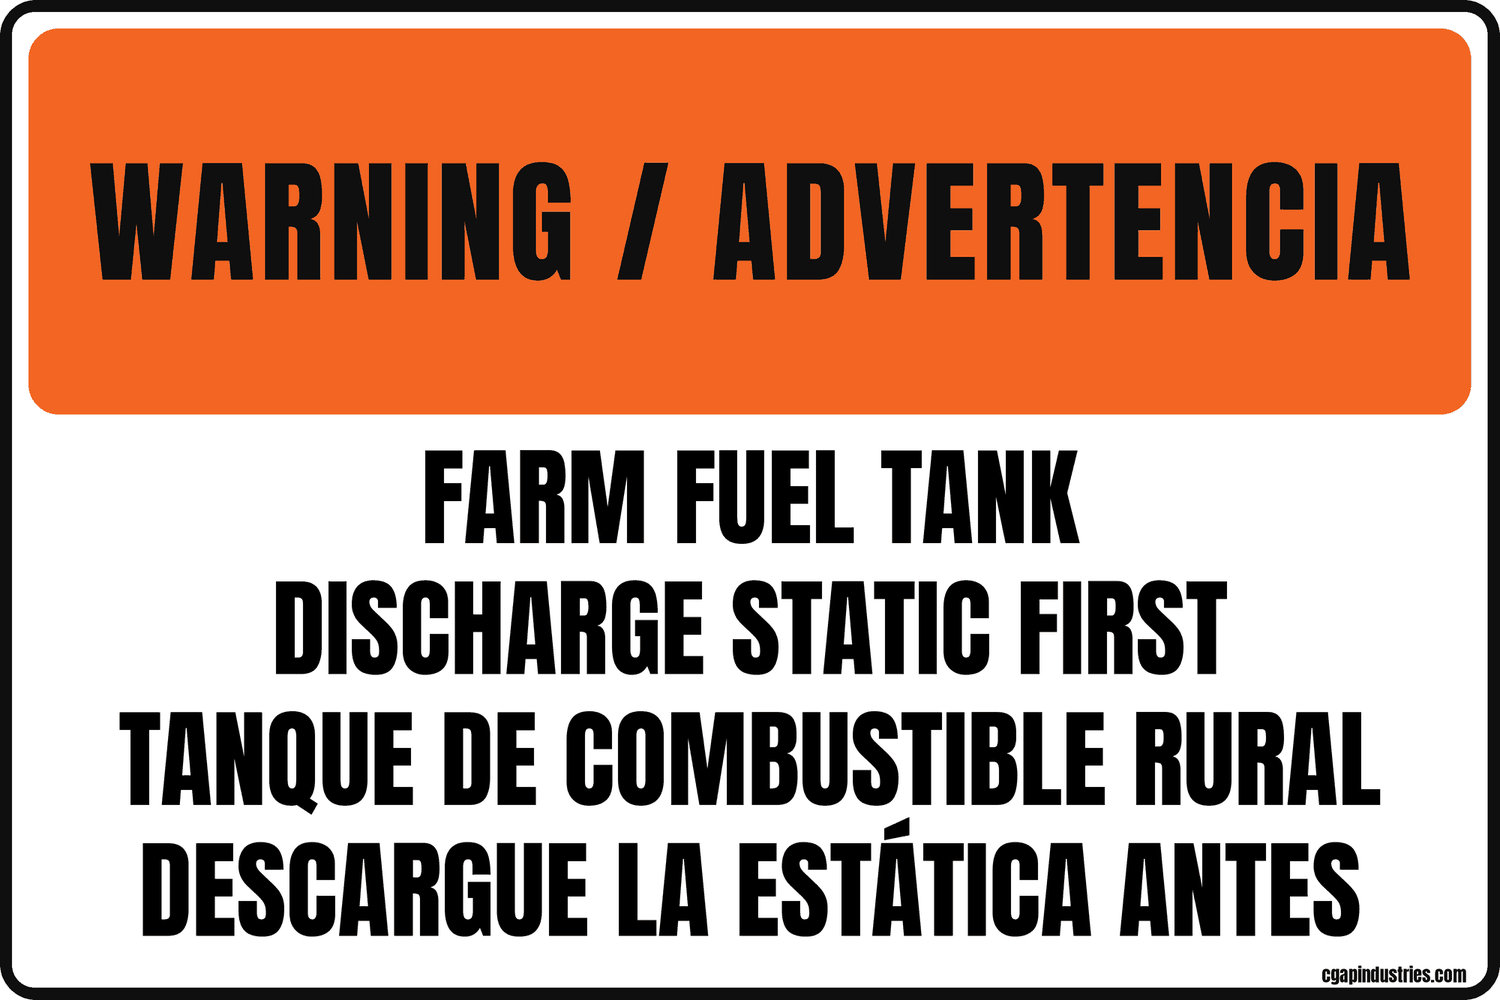 WARNING / ADVERTENCIA
FARM FUEL TANK
DISCHARGE STATIC FIRST
TANQUE DE COMBUSTIBLE RURAL
DESCARGUE LA ESTÁTICA ANTES
cgapindustries.com